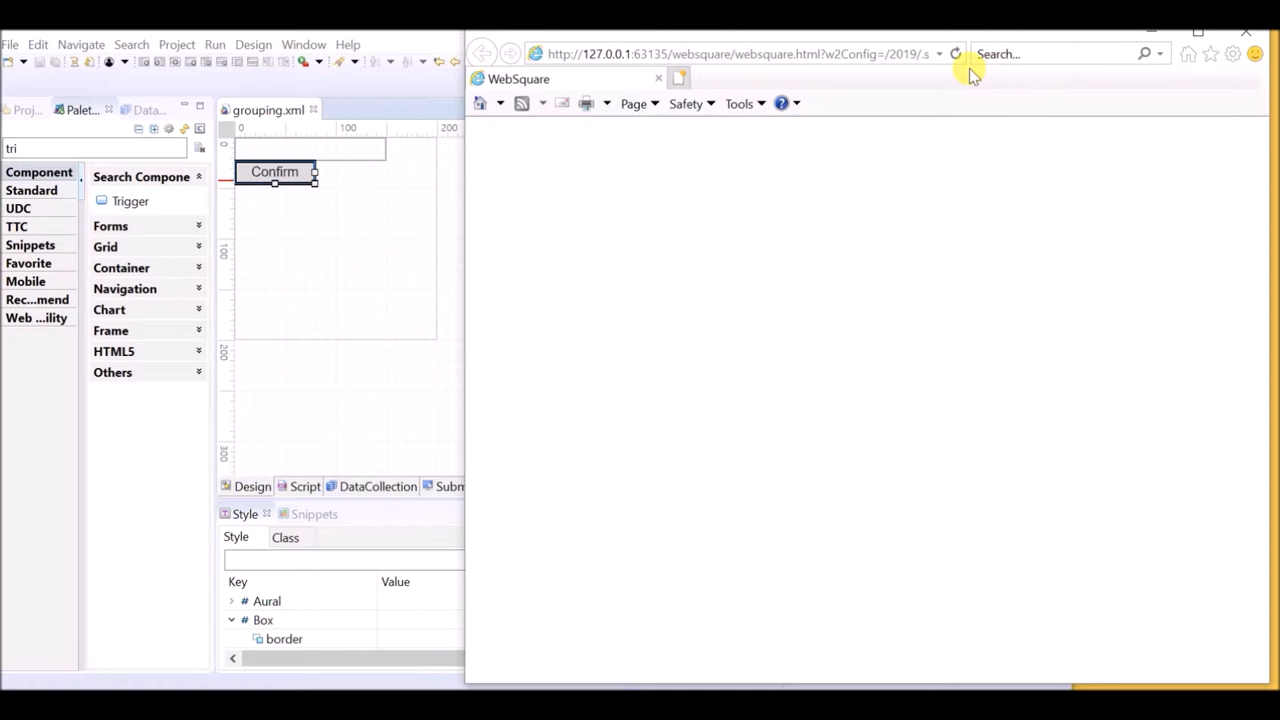 File Edit Navigate Search Project Run Design Window Help
http://127.0.0.1:63135/websquare/websquare.html?w2Config=/2019/.s
Search...
WebSquare
Page Safety Tools
Proj... Palet... Data...
grouping.xml
0 100 200
tri
0
100
200
300
Confirm
Component
Standard
UDC
TTC
Snippets
Favorite
Mobile
Rec...mend
Web ...ility
Search Compone
Trigger
Forms
Grid
Container
Navigation
Chart
Frame
HTML5
Others
Design Script DataCollection Subm
Style Snippets
Style Class
Key Value
# Aural
# Box
border